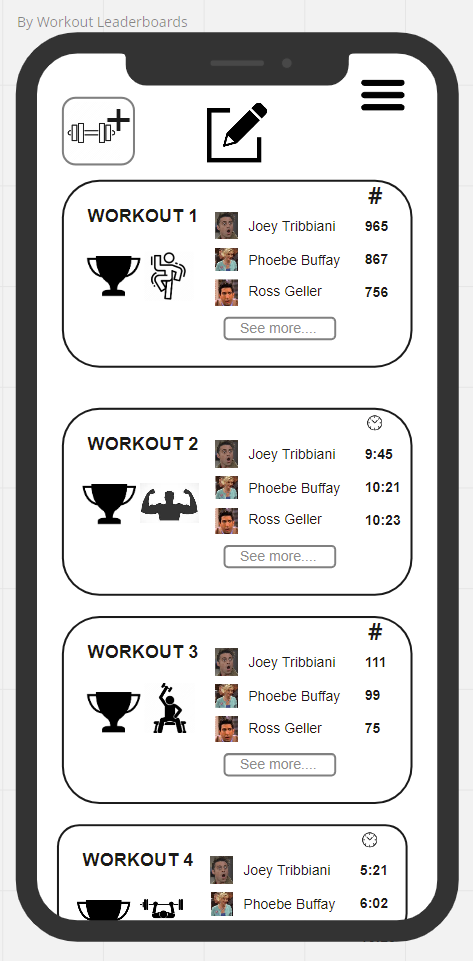 By Workout Leaderboards
#
WORKOUT 1
Joey Tribbiani 965
Phoebe Buffay 867
Ross Geller 756
See more....
WORKOUT 2
Joey Tribbiani 9:45
Phoebe Buffay 10:21
Ross Geller 10:23
See more....
#
WORKOUT 3
Joey Tribbiani 111
Phoebe Buffay 99
Ross Geller 75
See more....
WORKOUT 4
Joey Tribbiani 5:21
Phoebe Buffay 6:02